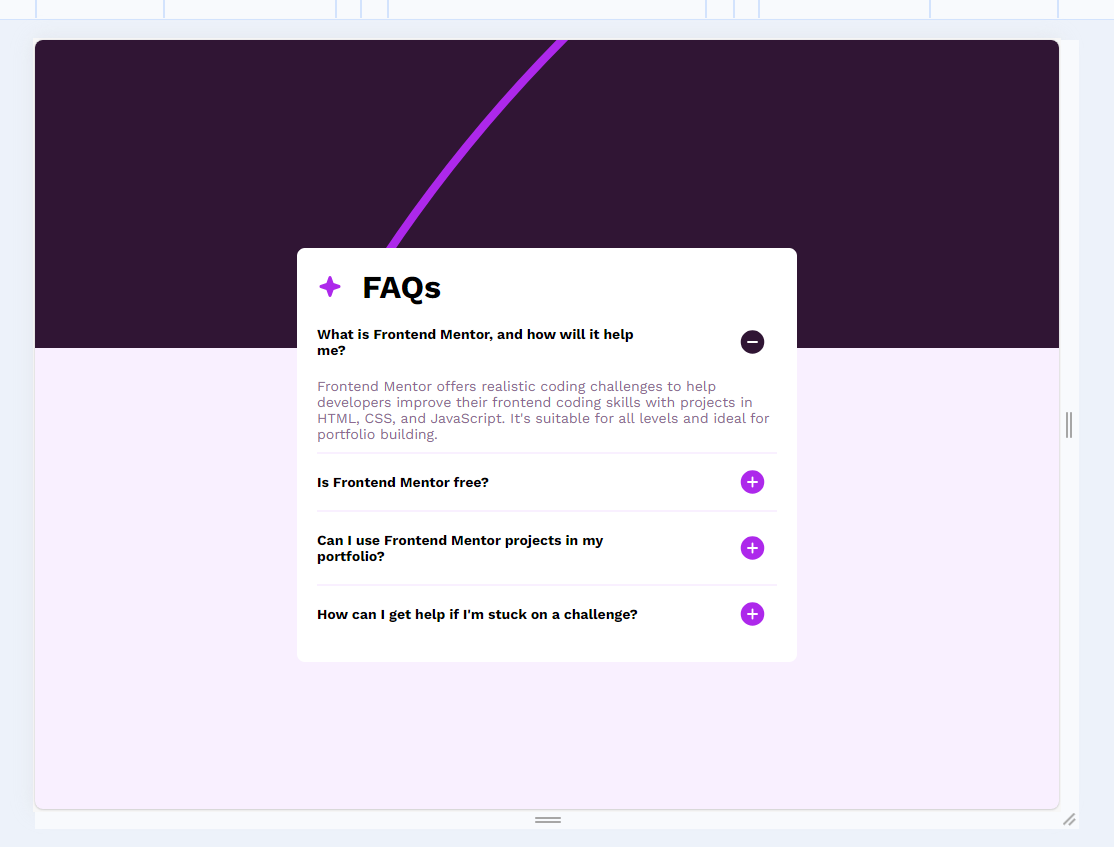 FAQs
What is Frontend Mentor, and how will it help
me?
Frontend Mentor offers realistic coding challenges to help
developers improve their frontend coding skills with projects in
HTML, CSS, and JavaScript. It's suitable for all levels and ideal for
portfolio building.
Is Frontend Mentor free?
Can I use Frontend Mentor projects in my
portfolio?
How can I get help if I'm stuck on a challenge?